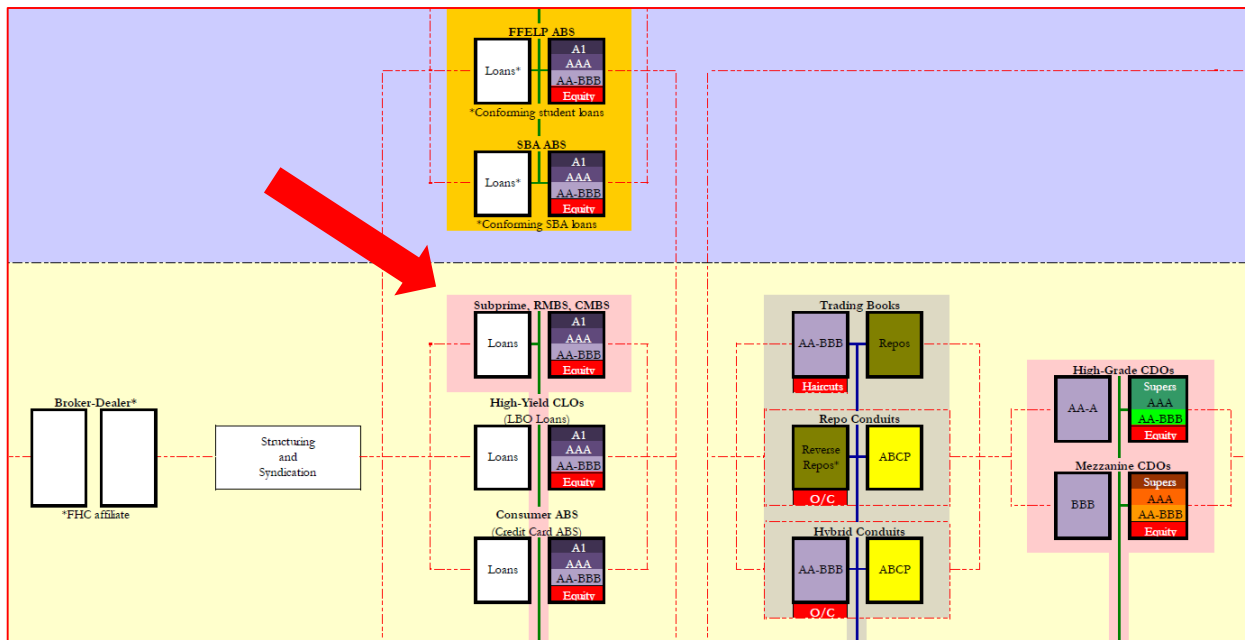 FFELP ABS
Loans*
A1
AAA
AA-BBB
Equity
*Conforming student loans
SBA ABS
Loans*
A1
AAA
AA-BBB
Equity
*Conforming SBA loans
Subprime, RMBS, CMBS
Loans
A1
AAA
AA-BBB
Equity
High-Yield CLOs
(LBO Loans)
Loans
A1
AAA
AA-BBB
Equity
Consumer ABS
(Credit Card ABS)
Loans
A1
AAA
AA-BBB
Equity
Broker-Dealer*
*FHC affiliate
Structuring
and
Syndication
Trading Books
AA-BBB
Repos
Haircuts
Repo Conduits
Reverse
Repos*
ABCP
O/C
Hybrid Conduits
AA-BBB
ABCP
O/C
High-Grade CDOs
AA-A
Supers
AAA
AA-BBB
Equity
Mezzanine CDOs
BBB
Supers
AAA
AA-BBB
Equity